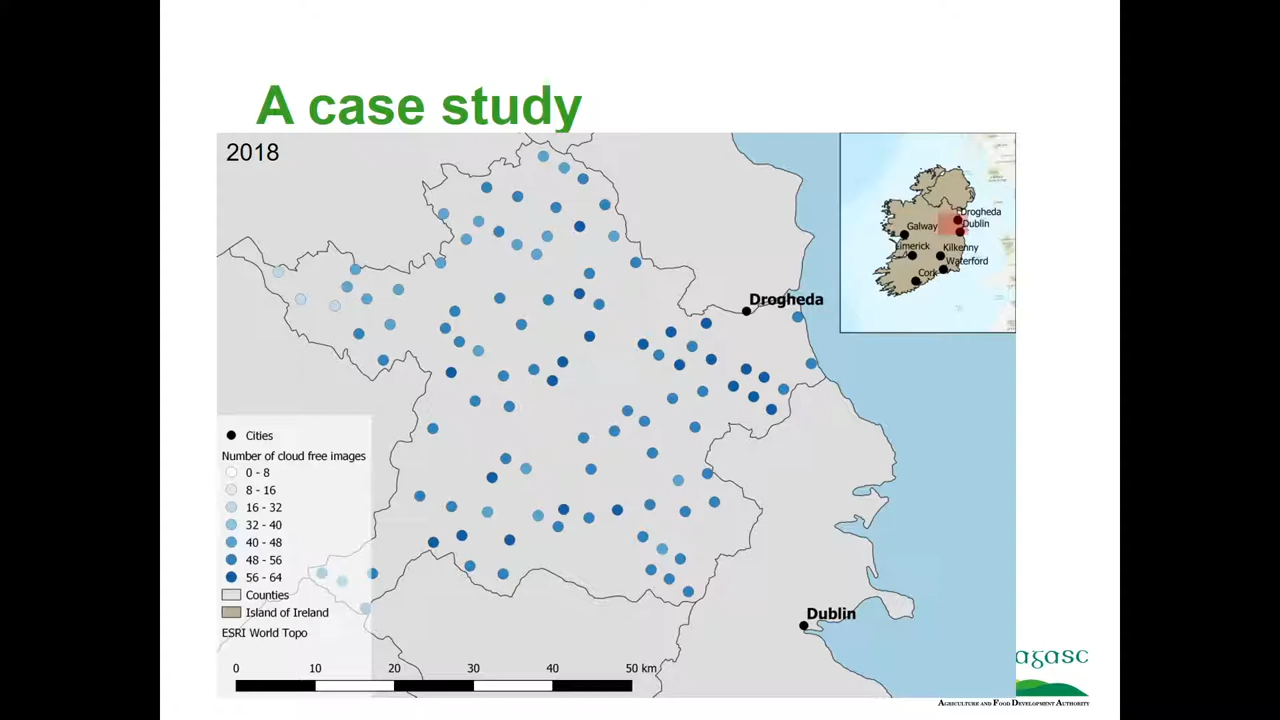 A case study
2018
Drogheda
Dublin
Galway
Limerick
Kilkenny
Waterford
Cork
Drogheda
Cities
Number of cloud free images
0 - 8
8 - 16
16 - 32
32 - 40
40 - 48
48 - 56
56 - 64
Counties
Island of Ireland
ESRI World Topo
Dublin
0 10 20 30 40 50 km
agasc
AGRICULTURE AND FOOD DEVELOPMENT AUTHORITY